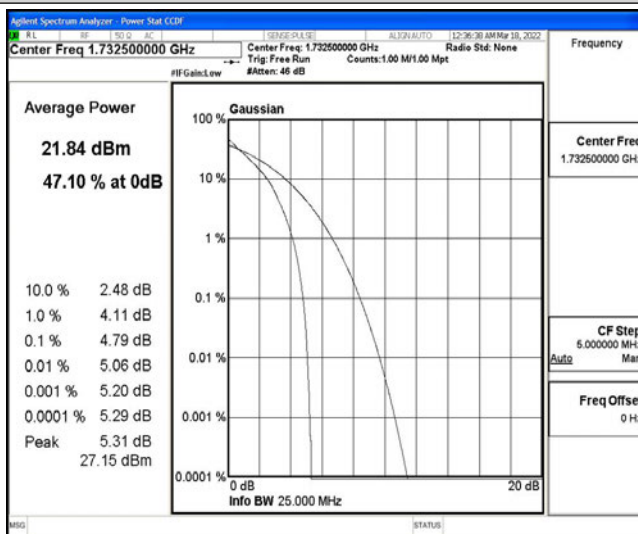 Agilent Spectrum Analyzer - Power Stat CCDF
RL RF 50 Ω AC SENSE:PULSE ALIGN AUTO 12:36:38 AM Mar 18, 2022
Center Freq 1.732500000 GHz
Center Freq: 1.732500000 GHz Radio Std: None
Trig: Free Run Counts:1.00 M/1.00 Mpt
#IFGain:Low #Atten: 46 dB
Frequency
Average Power
21.84 dBm
47.10 % at 0dB
10.0 % 2.48 dB
1.0 % 4.11 dB
0.1 % 4.79 dB
0.01 % 5.06 dB
0.001 % 5.20 dB
0.0001 % 5.29 dB
Peak 5.31 dB
27.15 dBm
Gaussian
100 %
10 %
1 %
0.1 %
0.01 %
0.001 %
0.0001 %
0 dB 20 dB
Info BW 25.000 MHz
Center Freq
1.732500000 GHz
CF Step
5.000000 MHz
Auto Man
Freq Offset
0 Hz
MSG STATUS